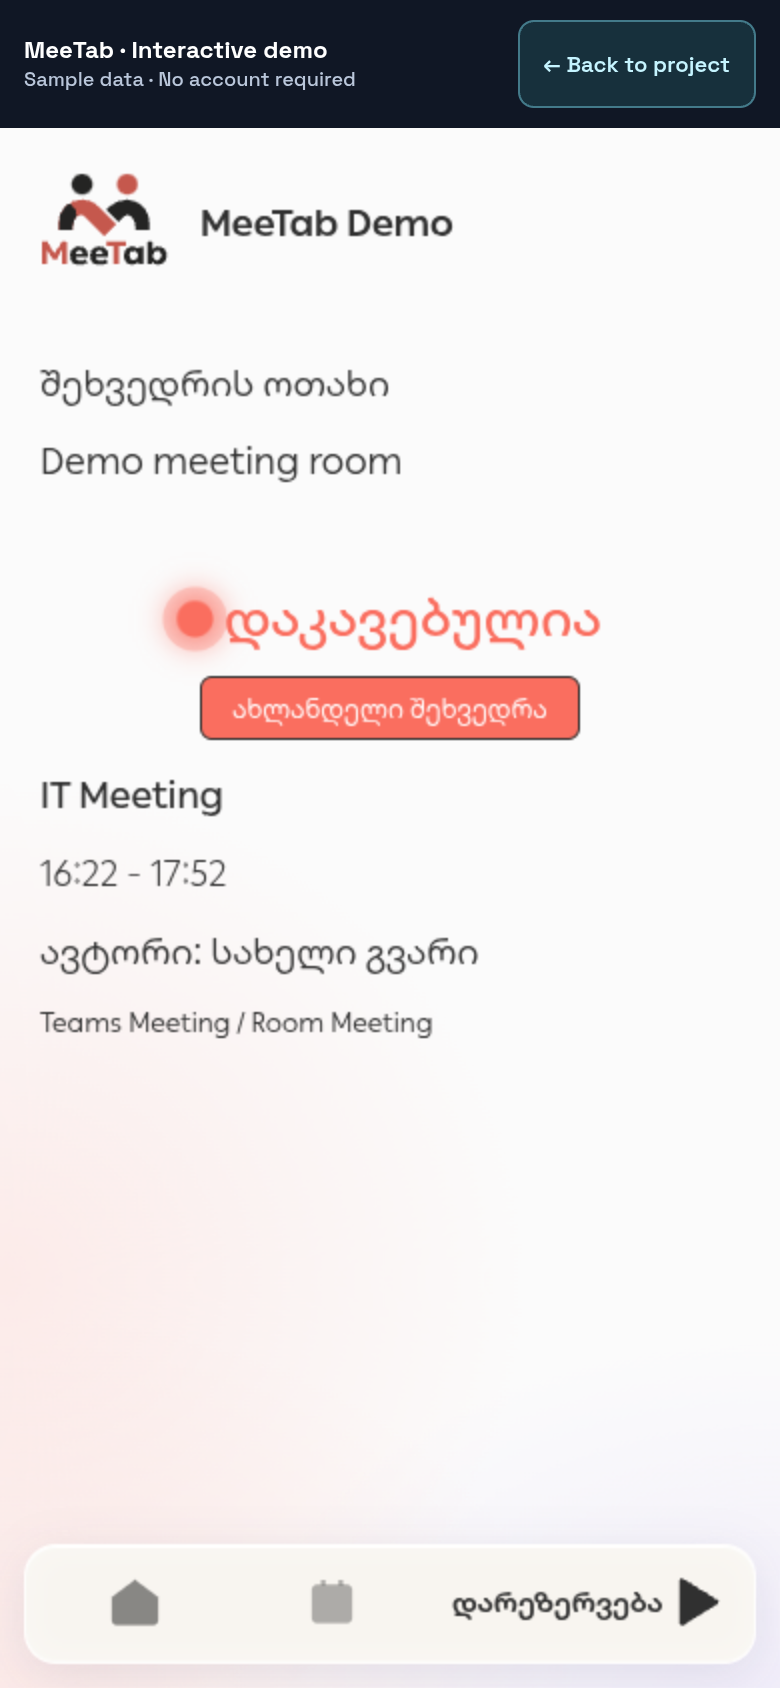 MeeTab · Interactive demo
Sample data · No account required
← Back to project
MeeTab
MeeTab Demo
შეხვედრის ოთახი
Demo meeting room
დაკავებულია
ახლანდელი შეხვედრა
IT Meeting
16:22 - 17:52
ავტორი: სახელი გვარი
Teams Meeting / Room Meeting
დარეზერვება